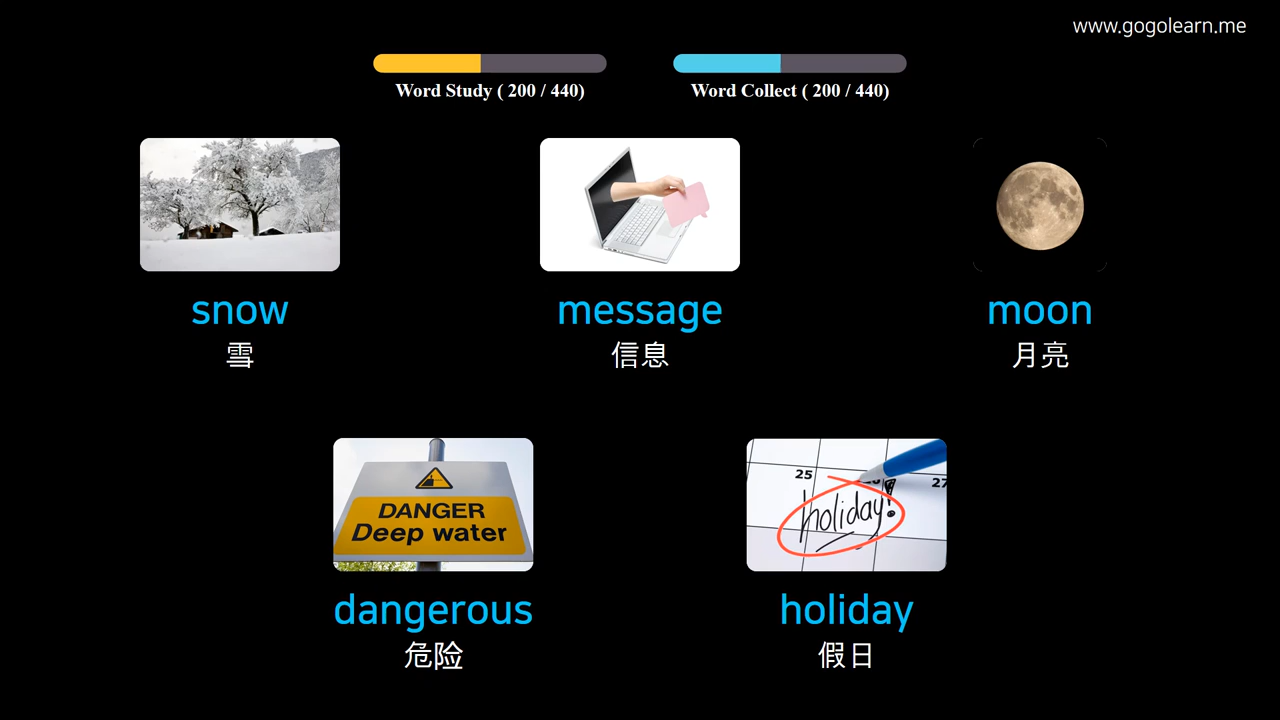 www.gogolearn.me
Word Study ( 200 / 440)
Word Collect ( 200 / 440)
snow
雪
message
信息
moon
月亮
DANGER
Deep water
dangerous
危险
25
27
holiday!
holiday
假日